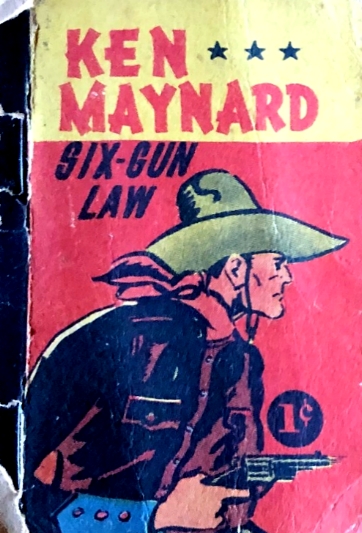 KEN
MAYNARD
SIX-GUN
LAW
1¢